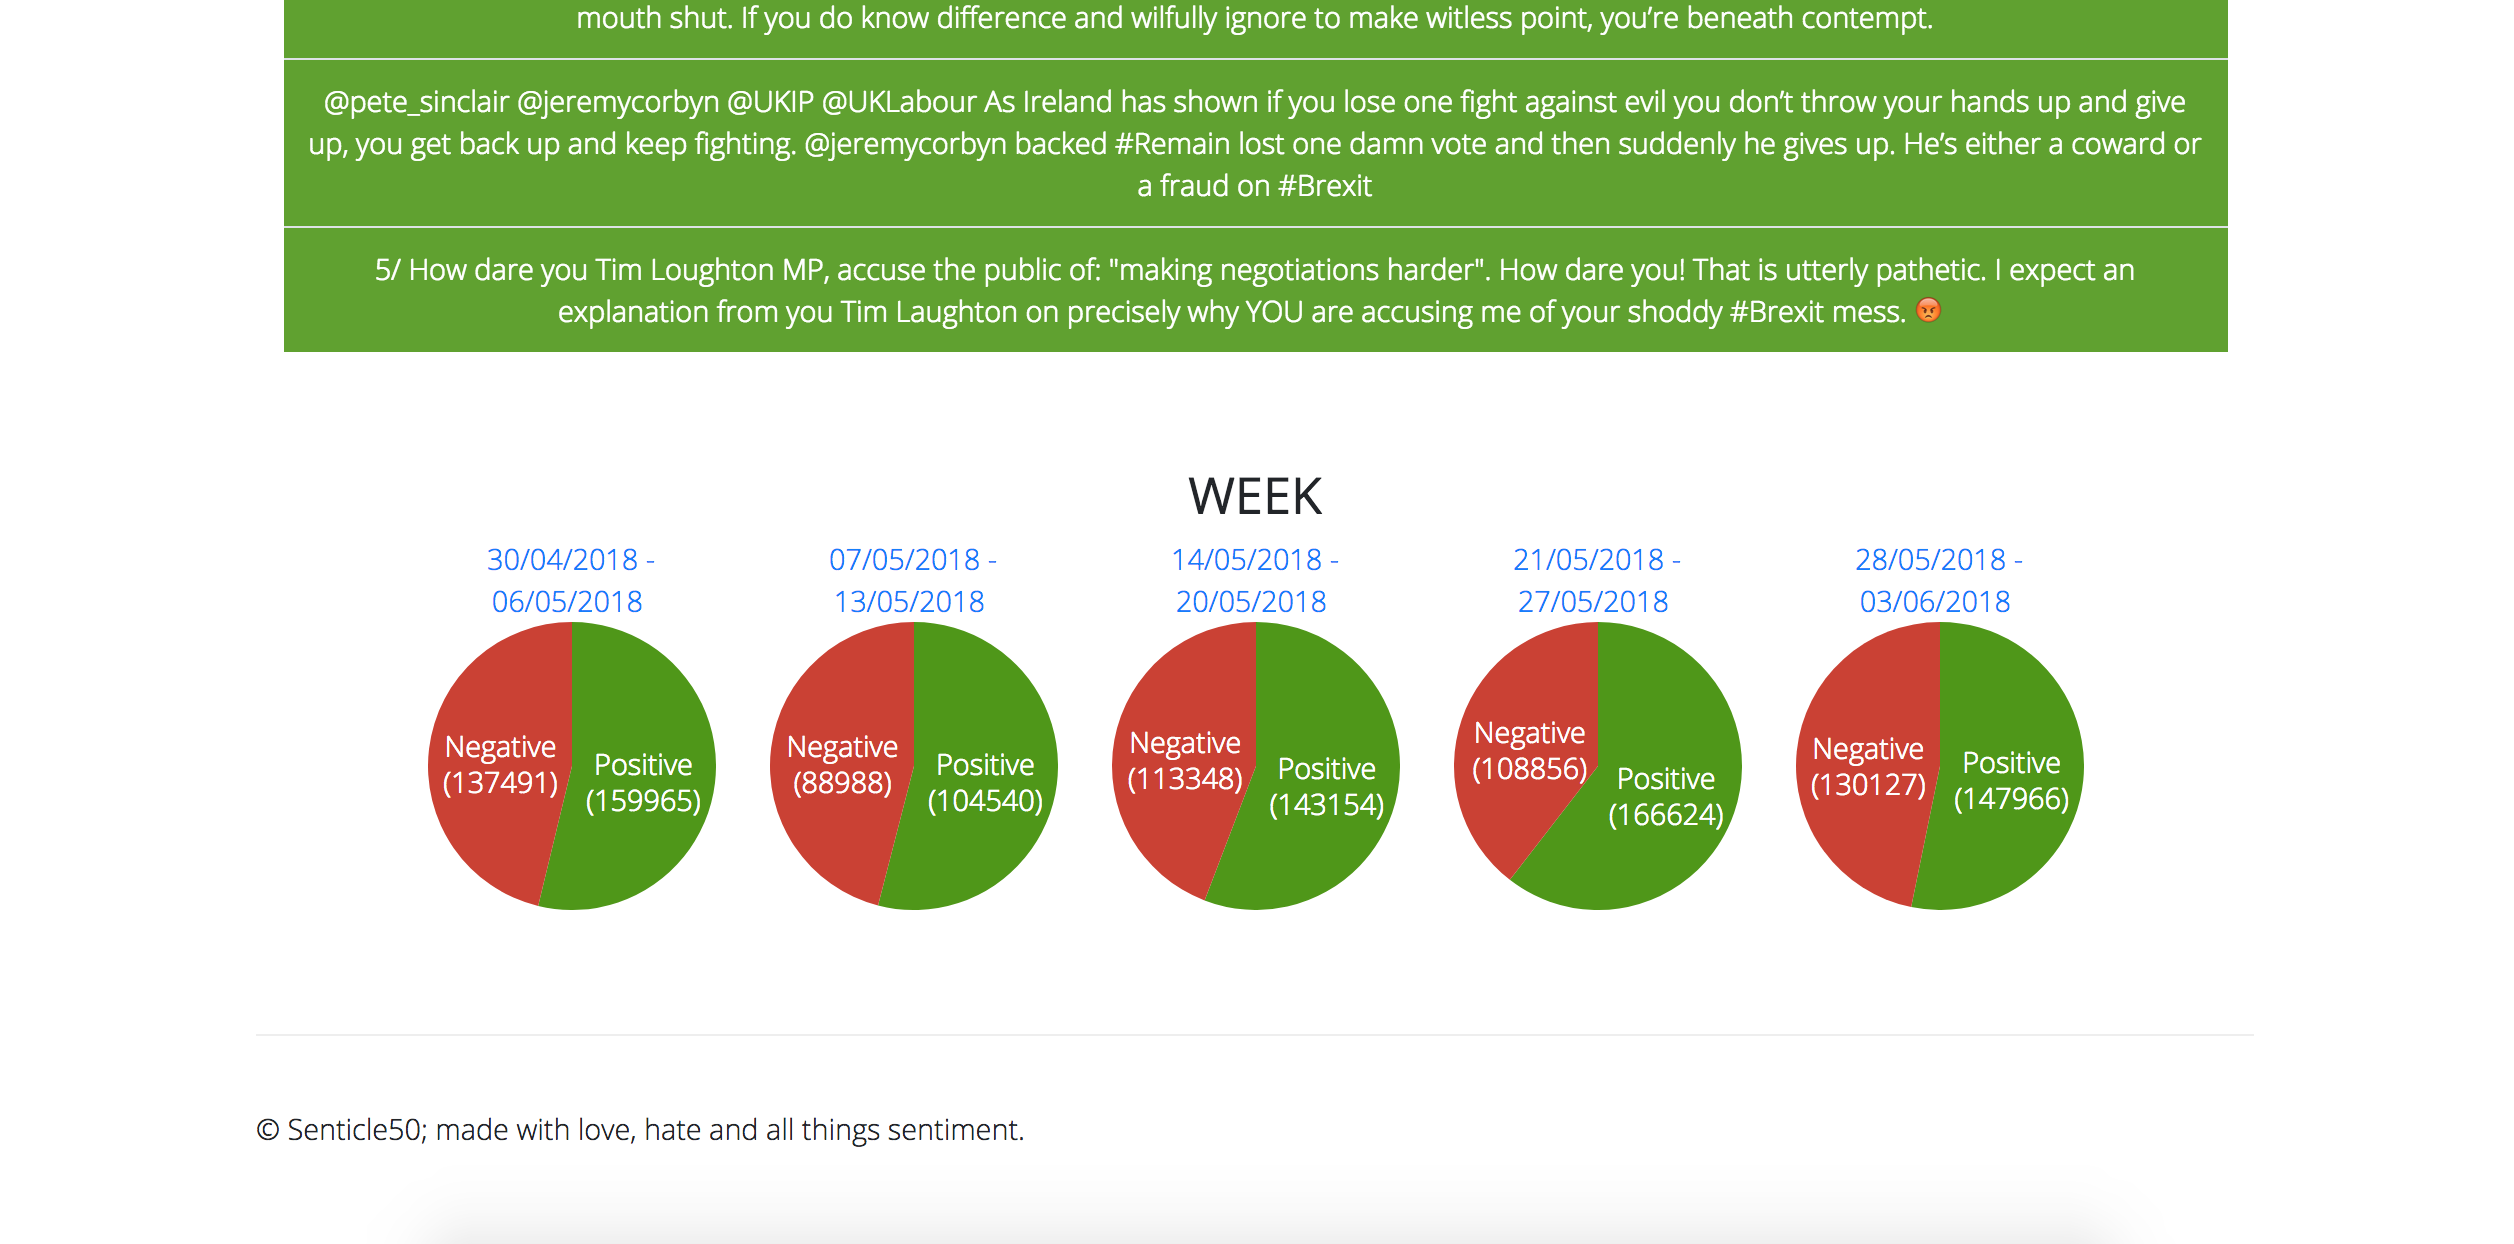 mouth shut. If you do know difference and wilfully ignore to make witless point, you’re beneath contempt.
@pete_sinclair @jeremycorbyn @UKIP @UKLabour As Ireland has shown if you lose one fight against evil you don’t throw your hands up and give
up, you get back up and keep fighting. @jeremycorbyn backed #Remain lost one damn vote and then suddenly he gives up. He’s either a coward or
a fraud on #Brexit
5/ How dare you Tim Loughton MP, accuse the public of: "making negotiations harder". How dare you! That is utterly pathetic. I expect an
explanation from you Tim Laughton on precisely why YOU are accusing me of your shoddy #Brexit mess. 😡
WEEK
30/04/2018 -
06/05/2018
Negative
(137491)
Positive
(159965)
07/05/2018 -
13/05/2018
Negative
(88988)
Positive
(104540)
14/05/2018 -
20/05/2018
Negative
(113348)
Positive
(143154)
21/05/2018 -
27/05/2018
Negative
(108856)
Positive
(166624)
28/05/2018 -
03/06/2018
Negative
(130127)
Positive
(147966)
© Senticle50; made with love, hate and all things sentiment.